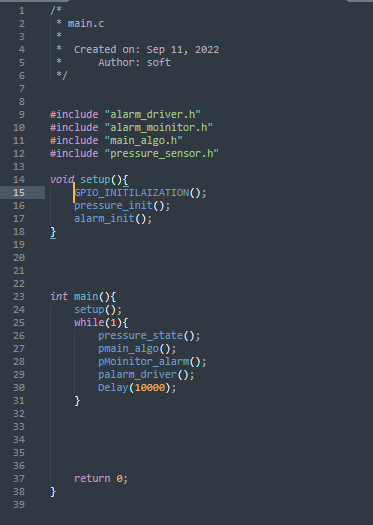 1 /*
2 * main.c
3 *
4 * Created on: Sep 11, 2022
5 * Author: soft
6 */
7
8
9 #include "alarm_driver.h"
10 #include "alarm_moinitor.h"
11 #include "main_algo.h"
12 #include "pressure_sensor.h"
13
14 void setup(){
15 GPIO_INITILAIZATION();
16 pressure_init();
17 alarm_init();
18 }
19
20
21
22
23 int main(){
24 setup();
25 while(1){
26 pressure_state();
27 pmain_algo();
28 pMoinitor_alarm();
29 palarm_driver();
30 Delay(10000);
31 }
32
33
34
35
36
37 return 0;
38 }
39